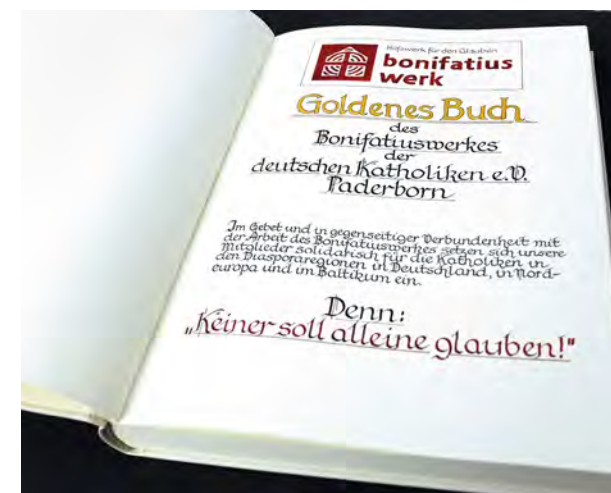 Hilfswerk für den Glauben
bonifatius
werk
Goldenes Buch
des
Bonifatiuswerkes
der
deutschen Katholiken e.V.
Paderborn
Im Gebet und in gegenseitiger Verbundenheit mit
der Arbeit des Bonifatiuswerkes setzen sich unsere
Mitglieder solidarisch für die Katholiken in
den Diasporaregionen in Deutschland, in Nord-
europa und im Baltikum ein.
Denn:
„Keiner soll alleine glauben!"